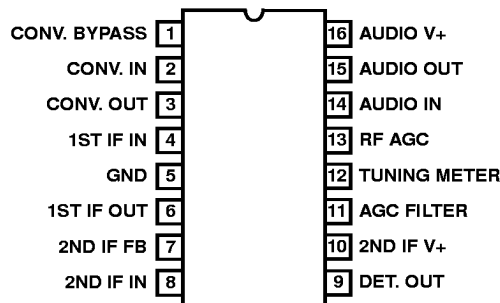 CONV. BYPASS 1 16 AUDIO V+
CONV. IN 2 15 AUDIO OUT
CONV. OUT 3 14 AUDIO IN
1ST IF IN 4 13 RF AGC
GND 5 12 TUNING METER
1ST IF OUT 6 11 AGC FILTER
2ND IF FB 7 10 2ND IF V+
2ND IF IN 8 9 DET. OUT